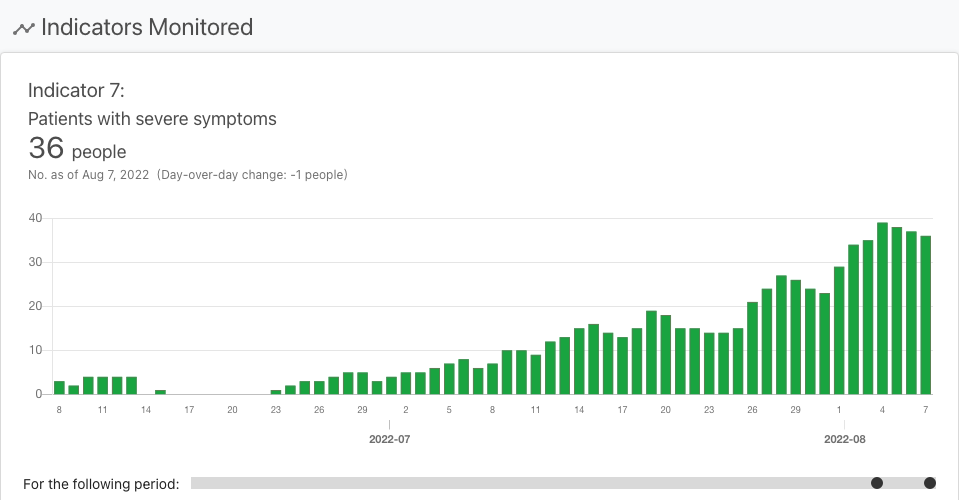 Indicators Monitored
Indicator 7:
Patients with severe symptoms
36 people
No. as of Aug 7, 2022 (Day-over-day change: -1 people)
40
30
20
10
0
8 11 14 17 20 23 26 29 2 5 8 11 14 17 20 23 26 29 1 4 7
2022-07 2022-08
For the following period: